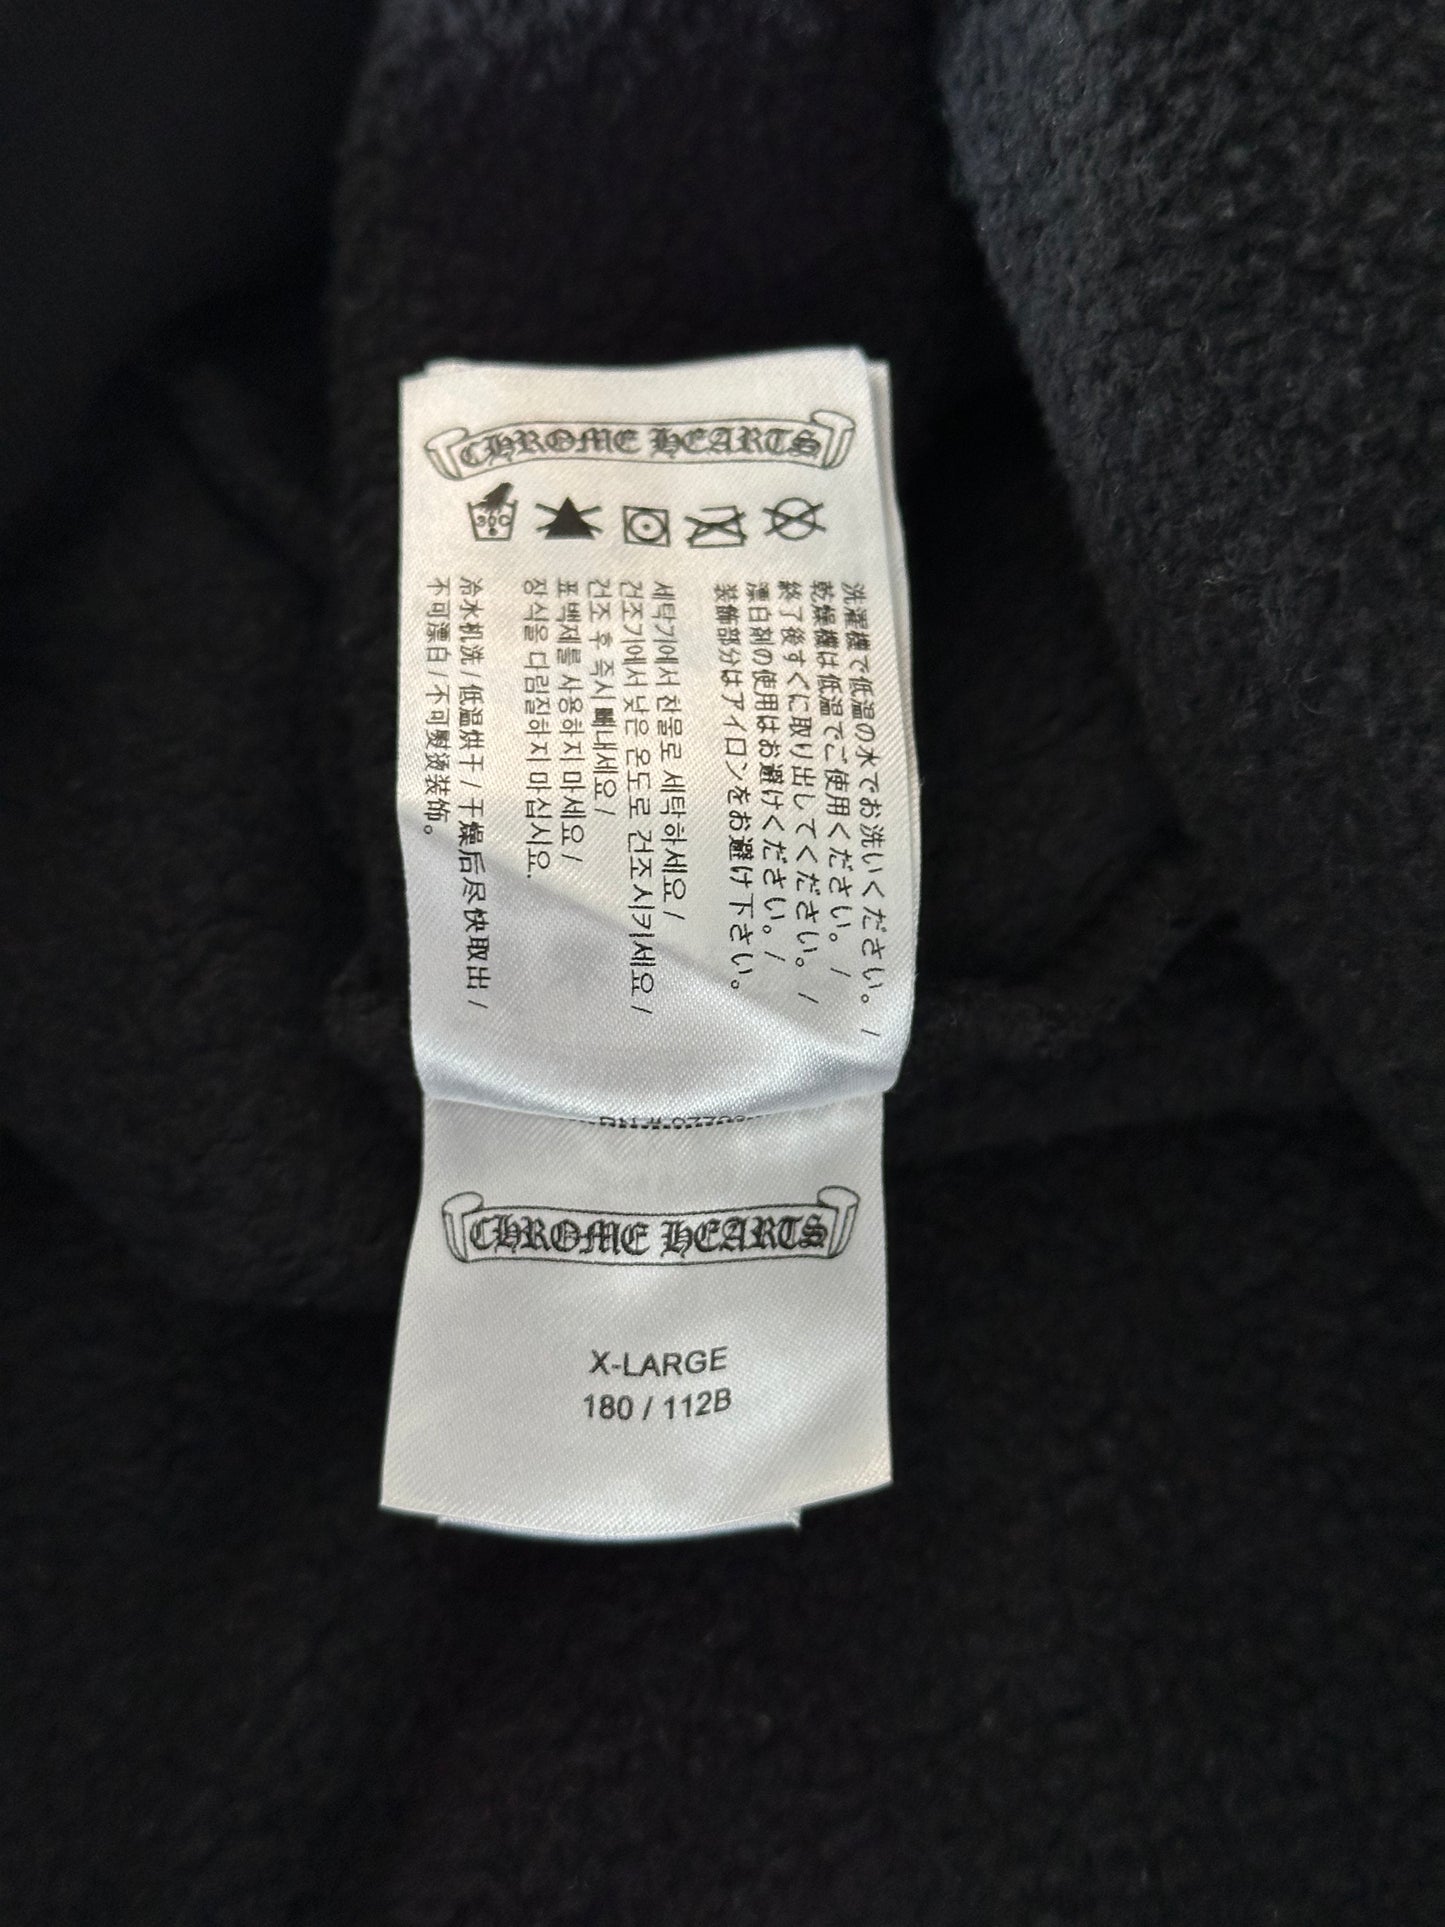 CHROME HEARTS
30C
洗濯機で低温の水でお洗いください。/
乾燥機は低温でご使用ください。/
終了後すぐに取り出してください。/
漂白剤の使用はお避けください。/
装飾部分はアイロンをお避け下さい。
세탁기에서 찬물로 세탁하세요 /
건조기에서 낮은 온도로 건조시키세요 /
건조 후 즉시 빼내세요 /
표백제를 사용하지 마세요 /
장식을 다림질하지 마십시요.
冷水机洗 / 低温烘干 / 干燥后尽快取出 /
不可漂白 / 不可熨烫装饰。
CHROME HEARTS
X-LARGE
180 / 112B